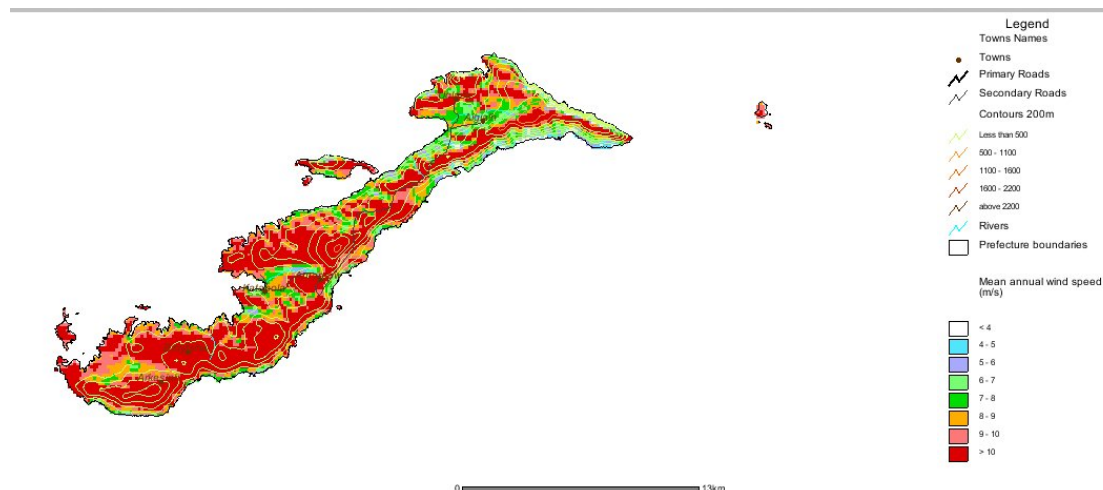 Legend
Towns Names
Towns
Primary Roads
Secondary Roads
Contours 200m
Less than 500
500 - 1100
1100 - 1600
1600 - 2200
above 2200
Rivers
Prefecture boundaries
Mean annual wind speed
(m/s)
< 4
4 - 5
5 - 6
6 - 7
7 - 8
8 - 9
9 - 10
> 10
0
13km